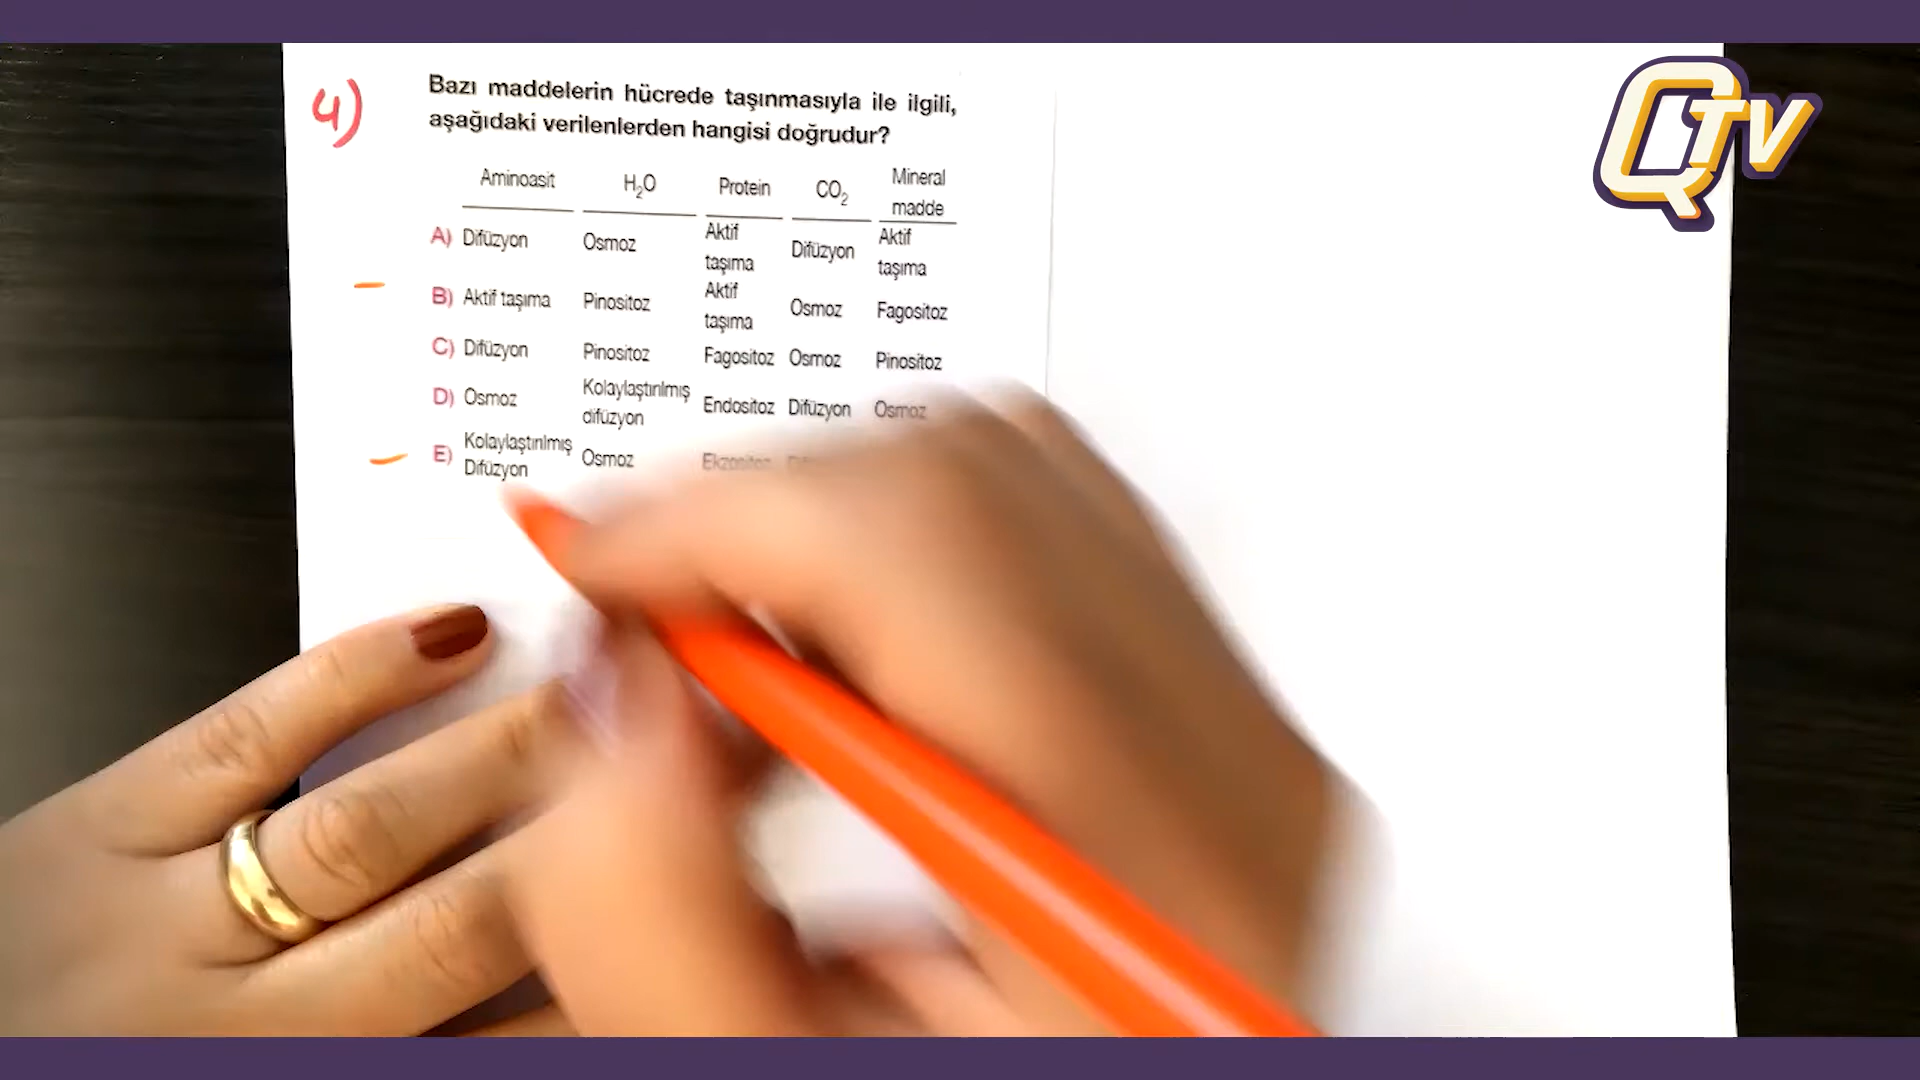 4)
Bazı maddelerin hücrede taşınmasıyla ile ilgili,
aşağıdaki verilenlerden hangisi doğrudur?
Aminoasit H₂O Protein CO₂ Mineral madde
A) Difüzyon Osmoz Aktif taşıma Difüzyon Aktif taşıma
B) Aktif taşıma Pinositoz Aktif taşıma Osmoz Fagositoz
C) Difüzyon Pinositoz Fagositoz Osmoz Pinositoz
D) Osmoz Kolaylaştırılmış difüzyon Endositoz Difüzyon Osmoz
E) Kolaylaştırılmış Difüzyon Osmoz Ekzositoz
QTV